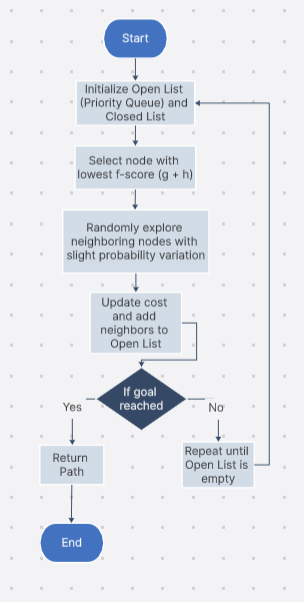 Start
Initialize Open List
(Priority Queue) and
Closed List
Select node with
lowest f-score (g + h)
Randomly explore
neighboring nodes with
slight probability variation
Update cost
and add
neighbors to
Open List
If goal
reached
Yes
No
Return
Path
Repeat until
Open List is
empty
End